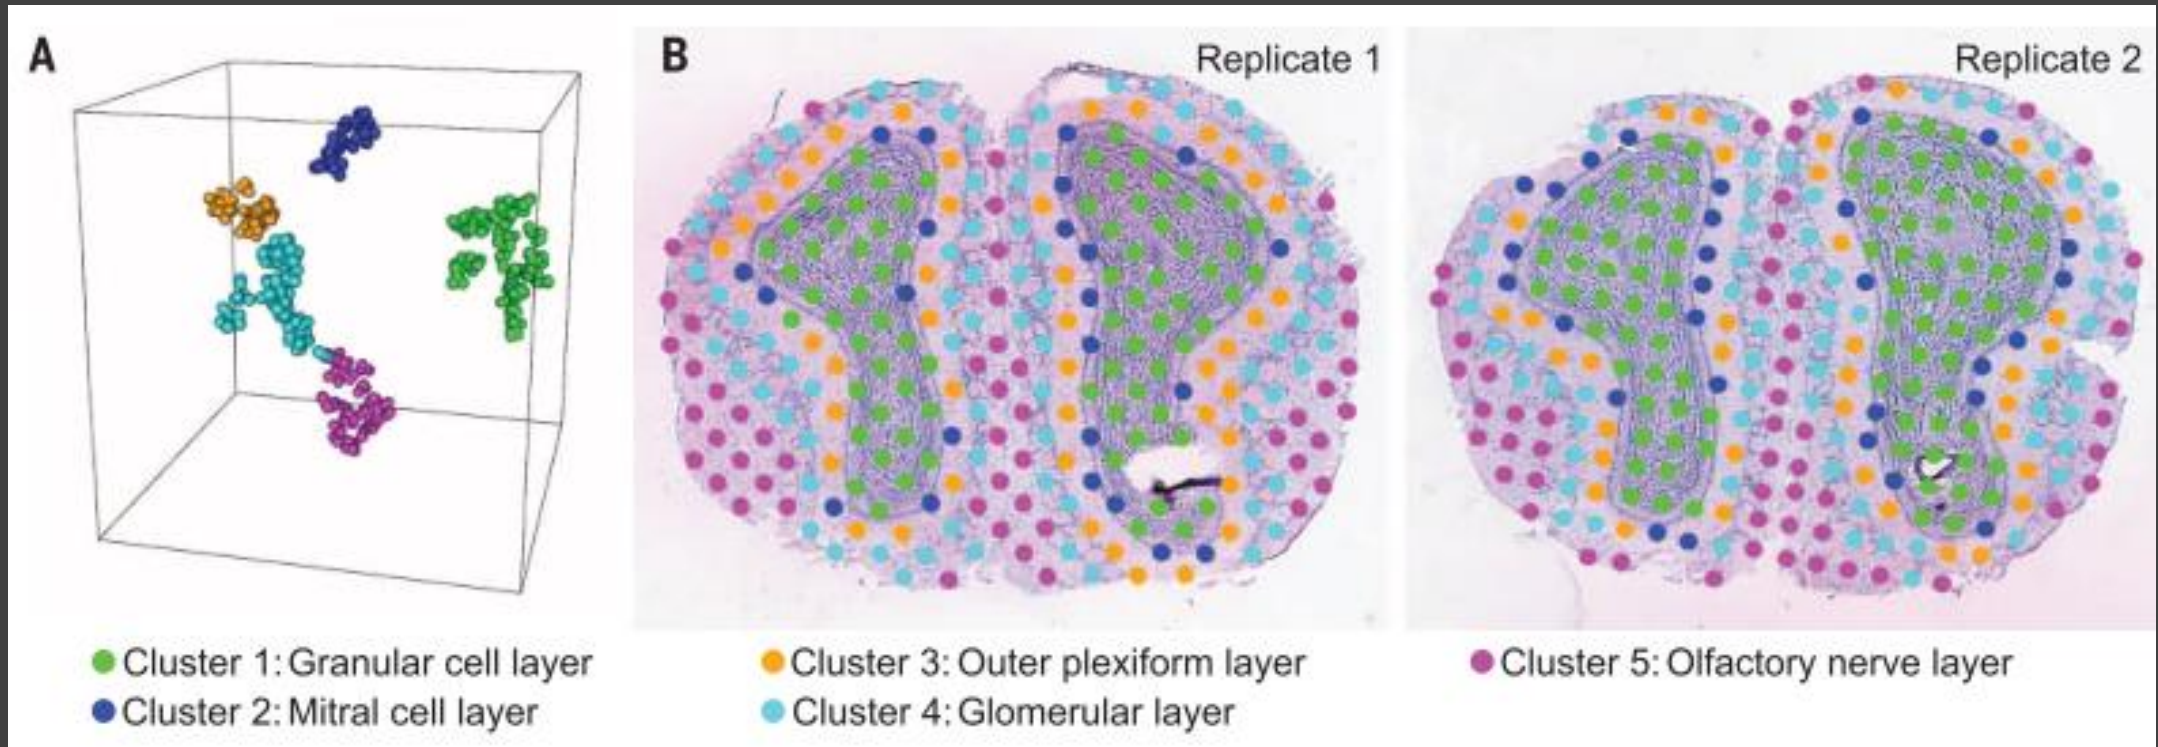 A
B
Replicate 1
Replicate 2
Cluster 1: Granular cell layer
Cluster 2: Mitral cell layer
Cluster 3: Outer plexiform layer
Cluster 4: Glomerular layer
Cluster 5: Olfactory nerve layer